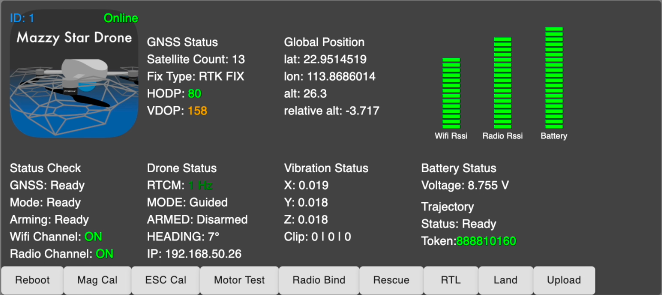 ID: 1 Online
Mazzy Star Drone
GNSS Status
Satellite Count: 13
Fix Type: RTK FIX
HODP: 80
VDOP: 158
Global Position
lat: 22.9514519
lon: 113.8686014
alt: 26.3
relative alt: -3.717
Wifi Rssi
Radio Rssi
Battery
Status Check
GNSS: Ready
Mode: Ready
Arming: Ready
Wifi Channel: ON
Radio Channel: ON
Drone Status
RTCM: 1 Hz
MODE: Guided
ARMED: Disarmed
HEADING: 7°
IP: 192.168.50.26
Vibration Status
X: 0.019
Y: 0.018
Z: 0.018
Clip: 0 | 0 | 0
Battery Status
Voltage: 8.755 V
Trajectory
Status: Ready
Token:888810160
Reboot
Mag Cal
ESC Cal
Motor Test
Radio Bind
Rescue
RTL
Land
Upload